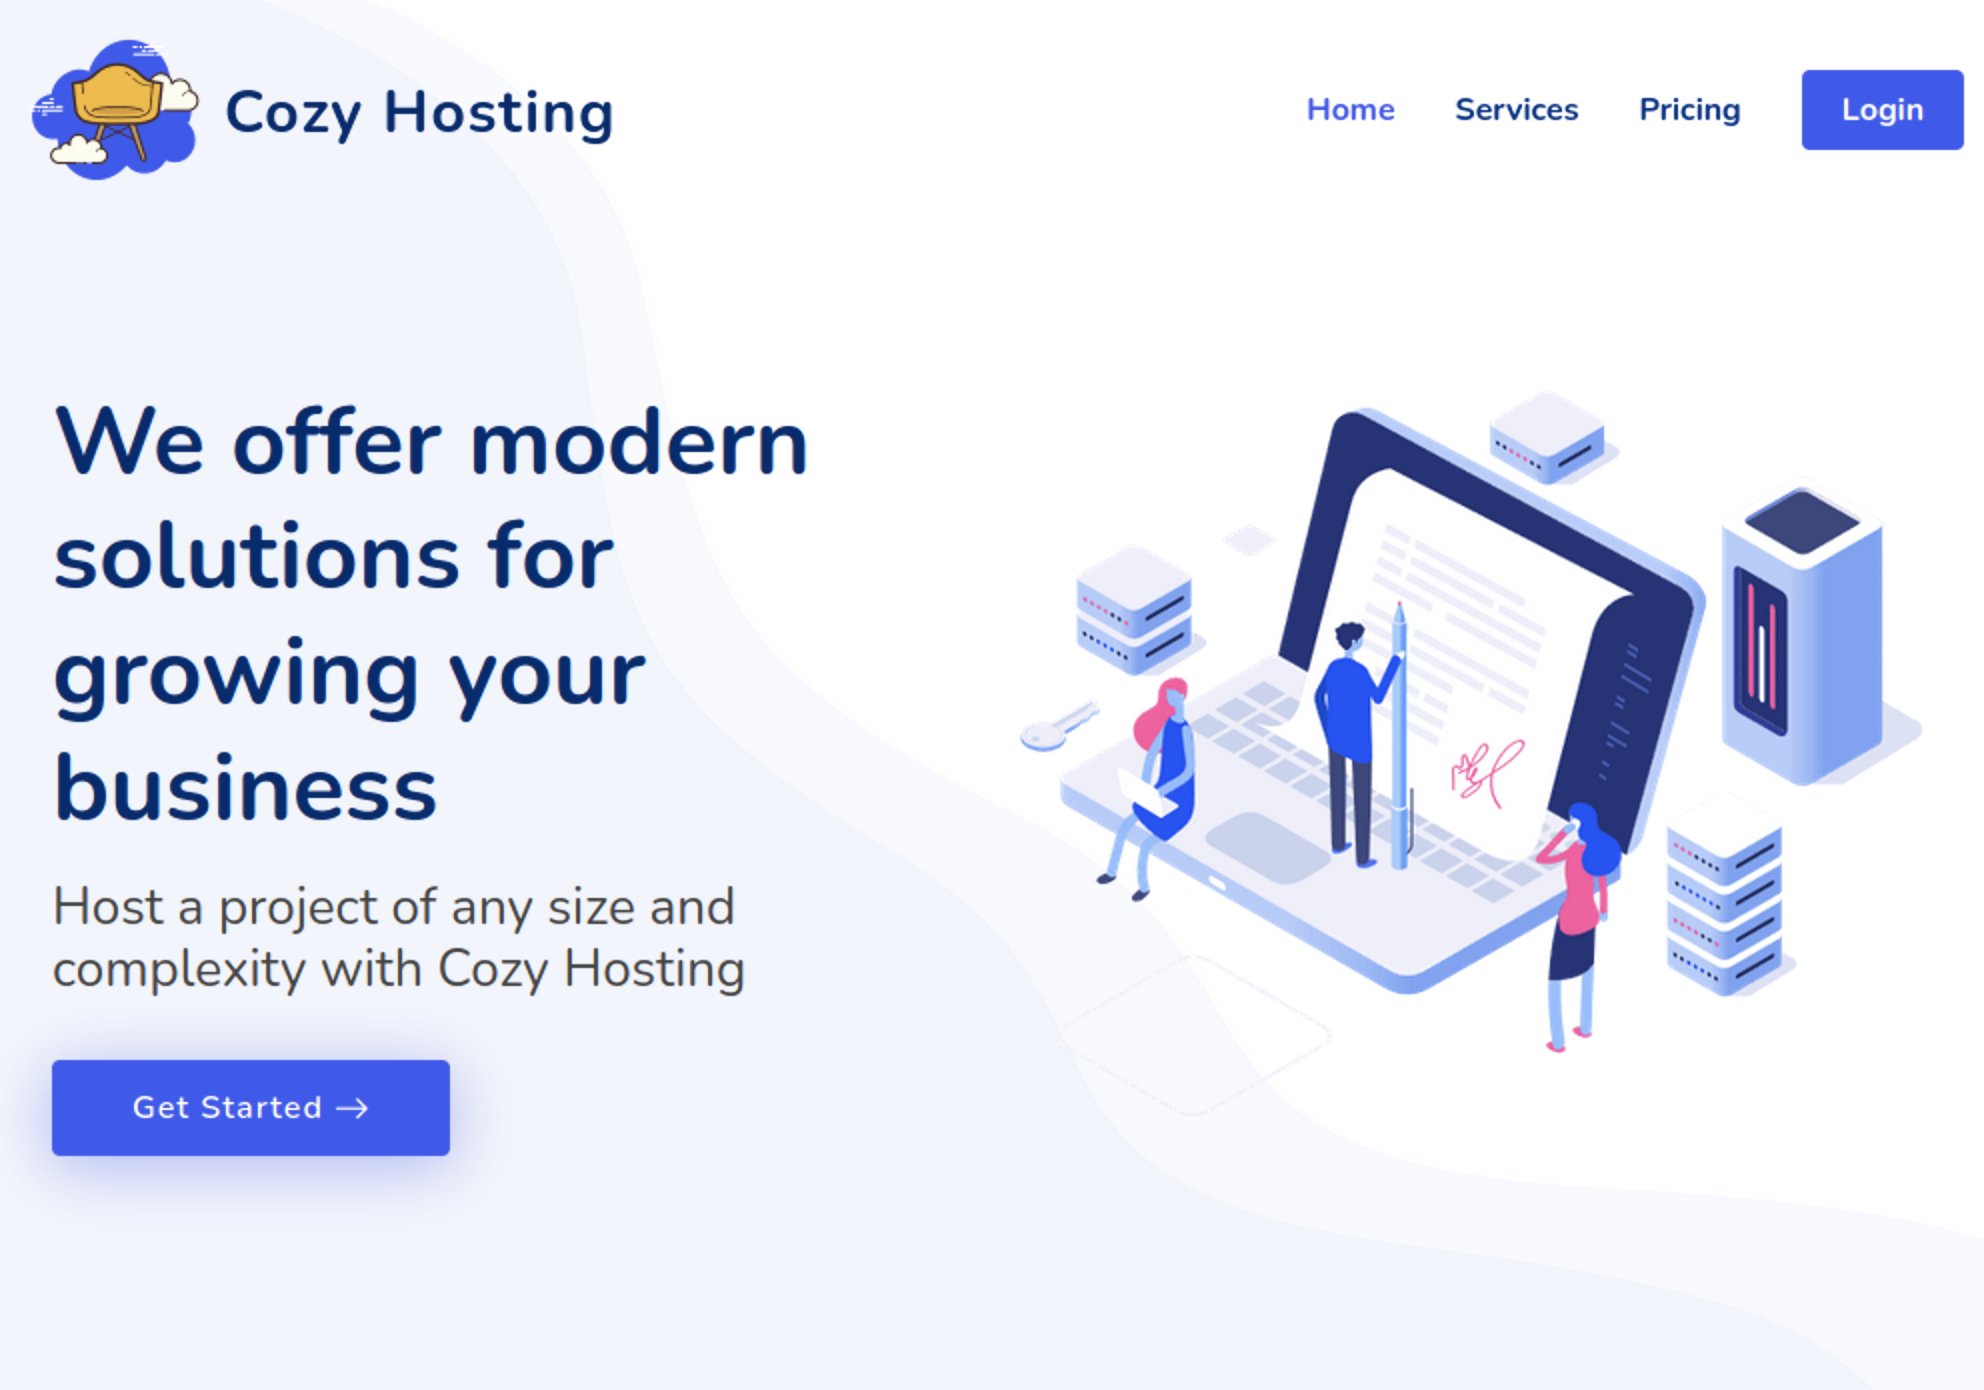 Cozy Hosting
Home Services Pricing Login
We offer modern
solutions for
growing your
business
Host a project of any size and
complexity with Cozy Hosting
Get Started →